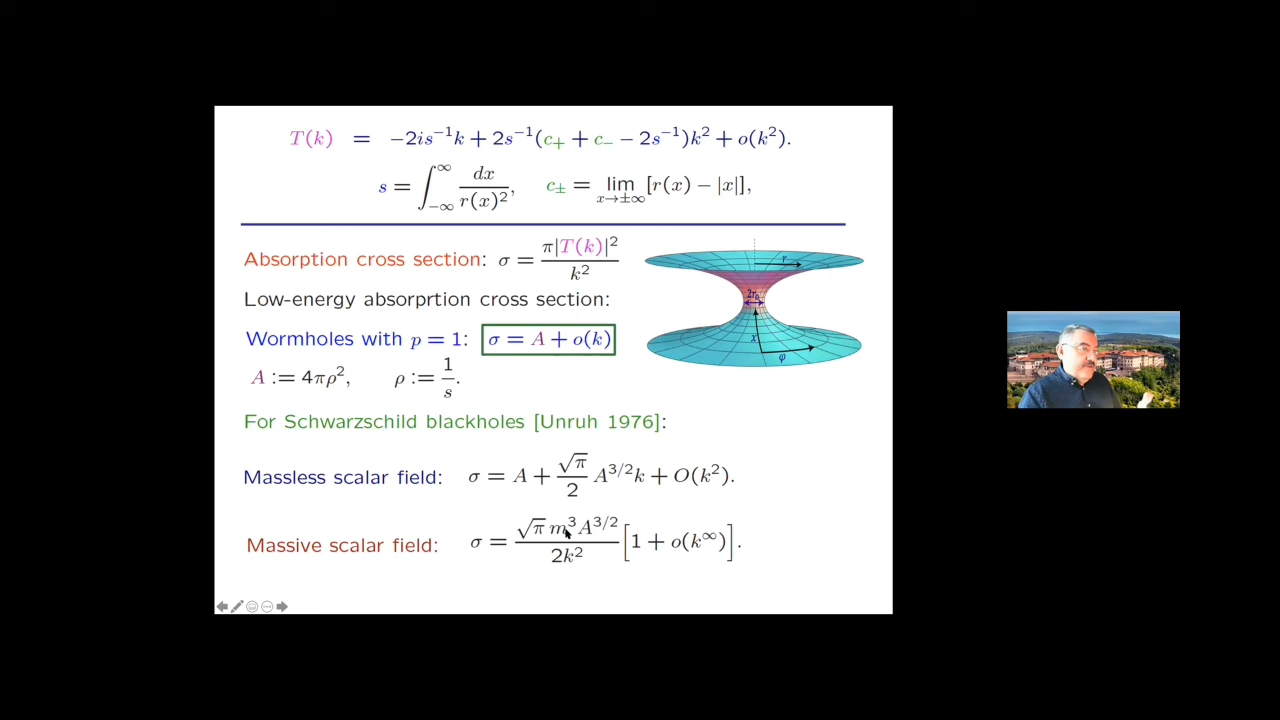 T(k) = −2is⁻¹k + 2s⁻¹(c₊ + c₋ − 2s⁻¹)k² + o(k²).
s = ∫_{−∞}^{∞} dx / r(x)², c± = lim_{x→±∞} [r(x) − |x|],
Absorption cross section: σ = π|T(k)|² / k²
Low-energy absorprtion cross section:
Wormholes with p = 1: σ = A + o(k)
A := 4πρ², ρ := 1/s.
For Schwarzschild blackholes [Unruh 1976]:
Massless scalar field: σ = A + (√π / 2) A^{3/2} k + O(k²).
Massive scalar field: σ = (√π m³ A^{3/2} / 2k²) [1 + o(k^∞)].
r
2r₀
x
φ